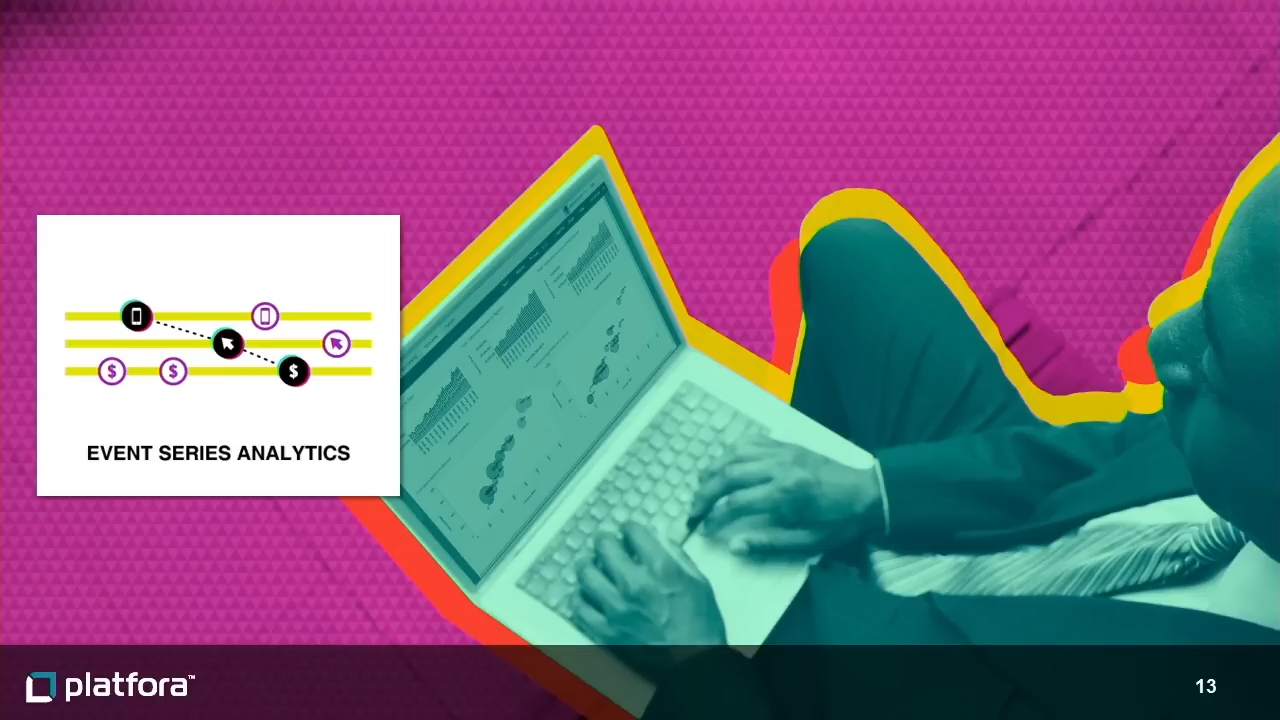 $ $ $
EVENT SERIES ANALYTICS
platfora™
13